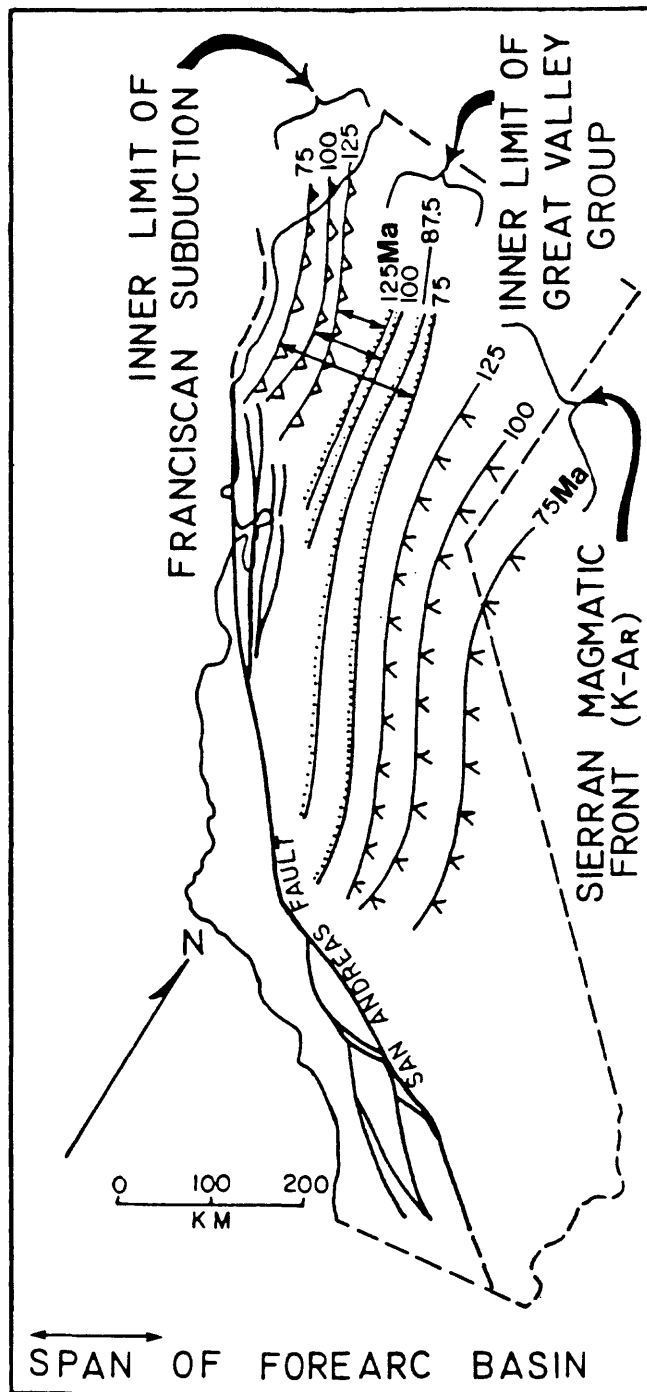 INNER LIMIT OF
FRANCISCAN SUBDUCTION
75
100
125
125Ma
100
87.5
75
INNER LIMIT OF
GREAT VALLEY
GROUP
125
100
75Ma
SIERRAN MAGMATIC
FRONT (K-AR)
SAN ANDREAS FAULT
N
0 100 200
KM
SPAN OF FOREARC BASIN